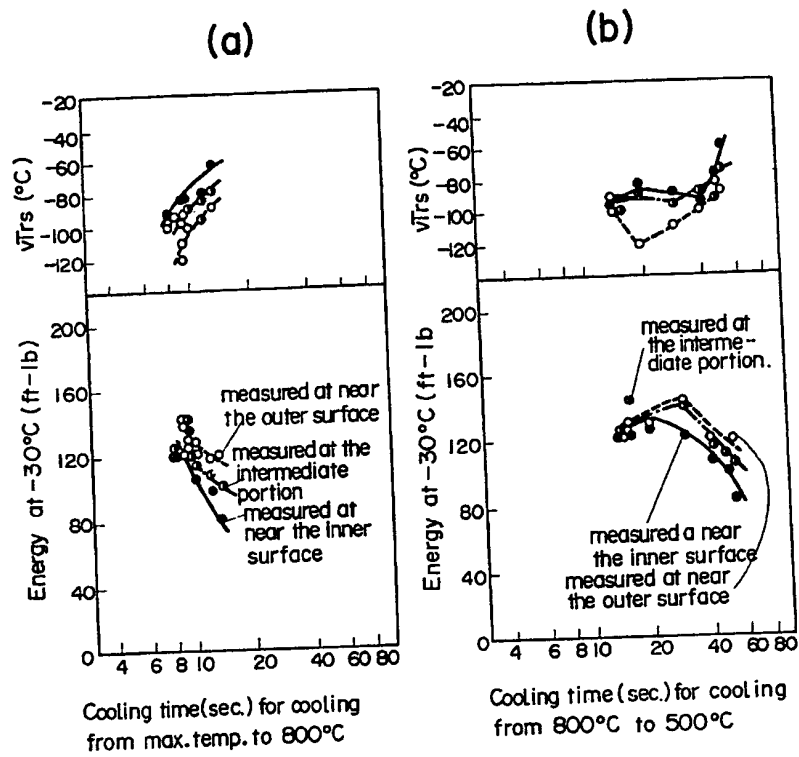 (a)
(b)
-20
-40
-60
-80
-100
-120
vTrs (°C)
-20
-40
-60
-80
-100
-120
vTrs (°C)
200
160
120
80
40
0
Energy at -30°C (ft-lb)
measured at near
the outer surface
measured at the
intermediate
portion
measured at
near the inner
surface
4 6 8 10 20 40 60 80
Cooling time(sec.) for cooling
from max.temp. to 800°C
200
160
120
80
40
0
Energy at -30°C (ft-lb)
measured at
the interme-
diate portion.
measured a near
the inner surface
measured at near
the outer surface
4 6 8 10 20 40 60 80
Cooling time(sec.) for cooling
from 800°C to 500°C